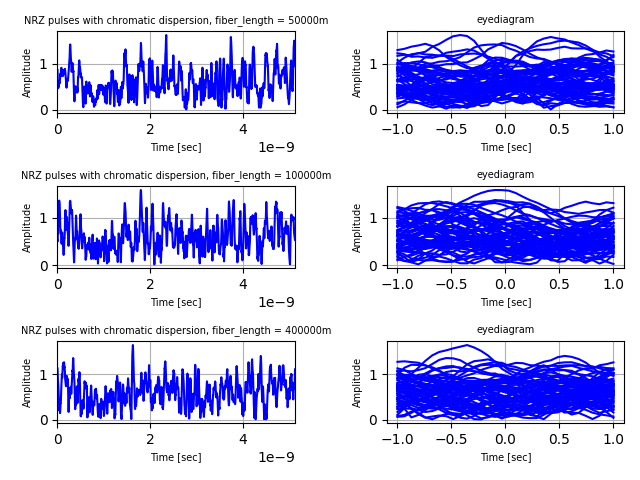 NRZ pulses with chromatic dispersion, fiber_length = 50000m
eyediagram
Amplitude
1
0
0
2
4
1e−9
Time [sec]
Amplitude
1
0
−1.0
−0.5
0.0
0.5
1.0
Time [sec]
NRZ pulses with chromatic dispersion, fiber_length = 100000m
eyediagram
Amplitude
1
0
0
2
4
1e−9
Time [sec]
Amplitude
1
0
−1.0
−0.5
0.0
0.5
1.0
Time [sec]
NRZ pulses with chromatic dispersion, fiber_length = 400000m
eyediagram
Amplitude
1
0
0
2
4
1e−9
Time [sec]
Amplitude
1
0
−1.0
−0.5
0.0
0.5
1.0
Time [sec]